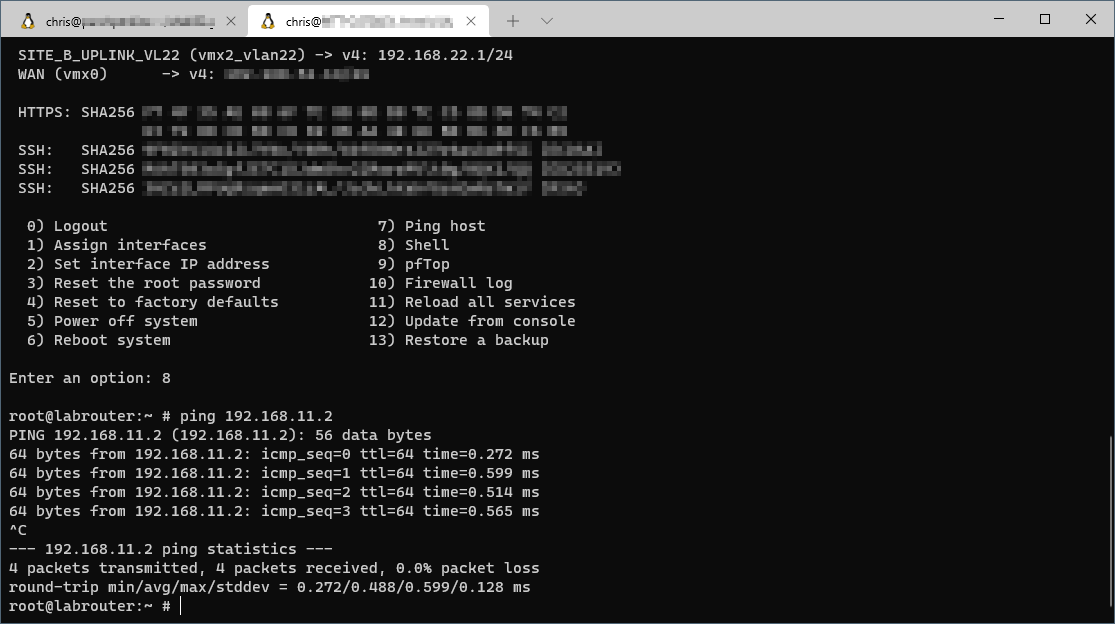 chris@
chris@
SITE_B_UPLINK_VL22 (vmx2_vlan22) -> v4: 192.168.22.1/24
WAN (vmx0)      -> v4:
HTTPS: SHA256
SSH:   SHA256
SSH:   SHA256
SSH:   SHA256
0) Logout                              7) Ping host
1) Assign interfaces                   8) Shell
2) Set interface IP address            9) pfTop
3) Reset the root password            10) Firewall log
4) Reset to factory defaults          11) Reload all services
5) Power off system                   12) Update from console
6) Reboot system                      13) Restore a backup
Enter an option: 8
root@labrouter:~ # ping 192.168.11.2
PING 192.168.11.2 (192.168.11.2): 56 data bytes
64 bytes from 192.168.11.2: icmp_seq=0 ttl=64 time=0.272 ms
64 bytes from 192.168.11.2: icmp_seq=1 ttl=64 time=0.599 ms
64 bytes from 192.168.11.2: icmp_seq=2 ttl=64 time=0.514 ms
64 bytes from 192.168.11.2: icmp_seq=3 ttl=64 time=0.565 ms
^C
--- 192.168.11.2 ping statistics ---
4 packets transmitted, 4 packets received, 0.0% packet loss
round-trip min/avg/max/stddev = 0.272/0.488/0.599/0.128 ms
root@labrouter:~ #